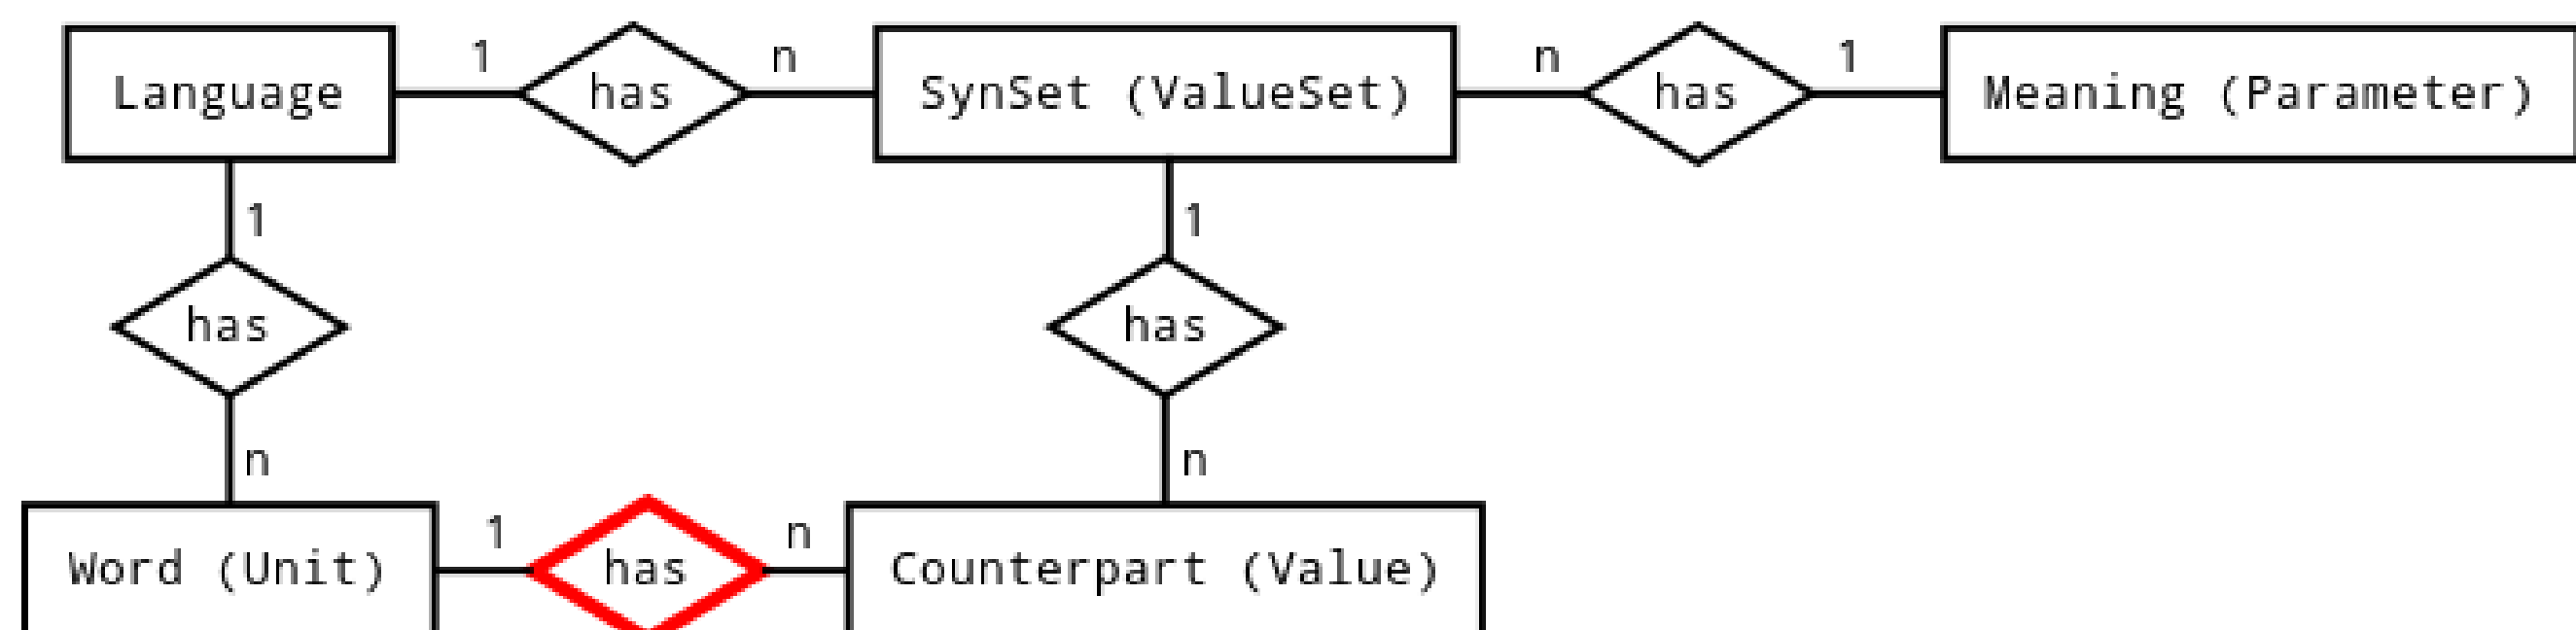 Language 1 has n SynSet (ValueSet) n has 1 Meaning (Parameter)
1 1
has has
n n
Word (Unit) 1 has n Counterpart (Value)